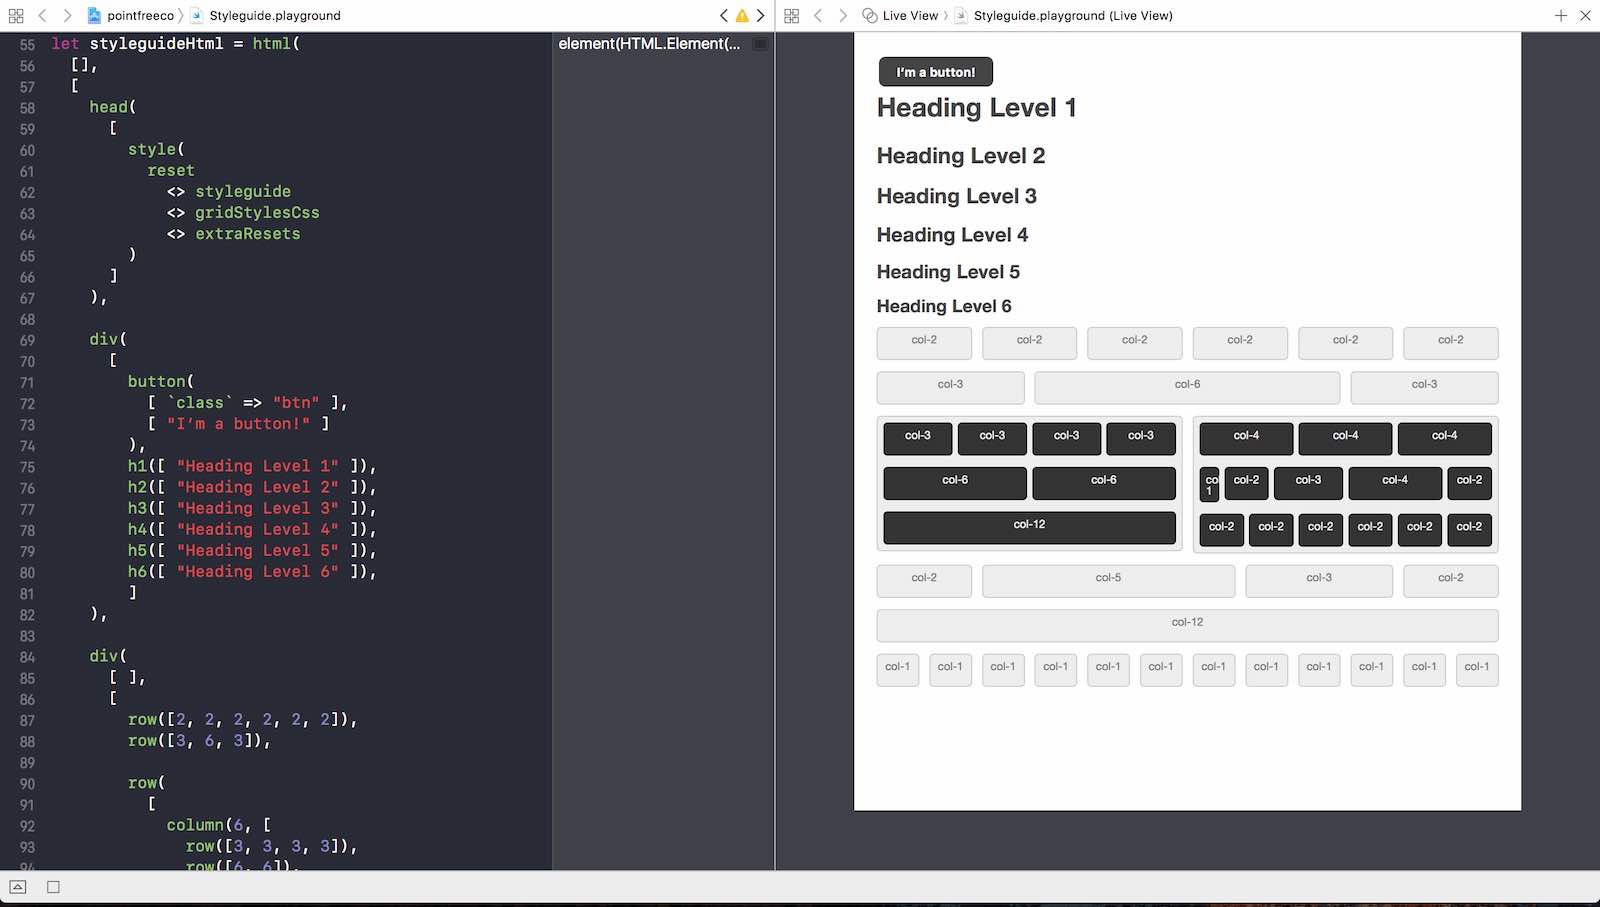 pointfreeco 〉 Styleguide.playground
Live View 〉 Styleguide.playground (Live View)
55 let styleguideHtml = html(
56 [],
57 [
58 head(
59 [
60 style(
61 reset
62 <> styleguide
63 <> gridStylesCss
64 <> extraResets
65 )
66 ]
67 ),
68
69 div(
70 [
71 button(
72 [ `class` => "btn" ],
73 [ "I’m a button!" ]
74 ),
75 h1([ "Heading Level 1" ]),
76 h2([ "Heading Level 2" ]),
77 h3([ "Heading Level 3" ]),
78 h4([ "Heading Level 4" ]),
79 h5([ "Heading Level 5" ]),
80 h6([ "Heading Level 6" ]),
81 ]
82 ),
83
84 div(
85 [ ],
86 [
87 row([2, 2, 2, 2, 2, 2]),
88 row([3, 6, 3]),
89
90 row(
91 [
92 column(6, [
93 row([3, 3, 3, 3]),
94 row([6, 6]),
element(HTML.Element(...
I’m a button!
Heading Level 1
Heading Level 2
Heading Level 3
Heading Level 4
Heading Level 5
Heading Level 6
col-2 col-2 col-2 col-2 col-2 col-2
col-3 col-6 col-3
col-3 col-3 col-3 col-3
col-6 col-6
col-12
col-4 col-4 col-4
co 1 col-2 col-3 col-4 col-2
col-2 col-2 col-2 col-2 col-2 col-2
col-2 col-5 col-3 col-2
col-12
col-1 col-1 col-1 col-1 col-1 col-1 col-1 col-1 col-1 col-1 col-1 col-1